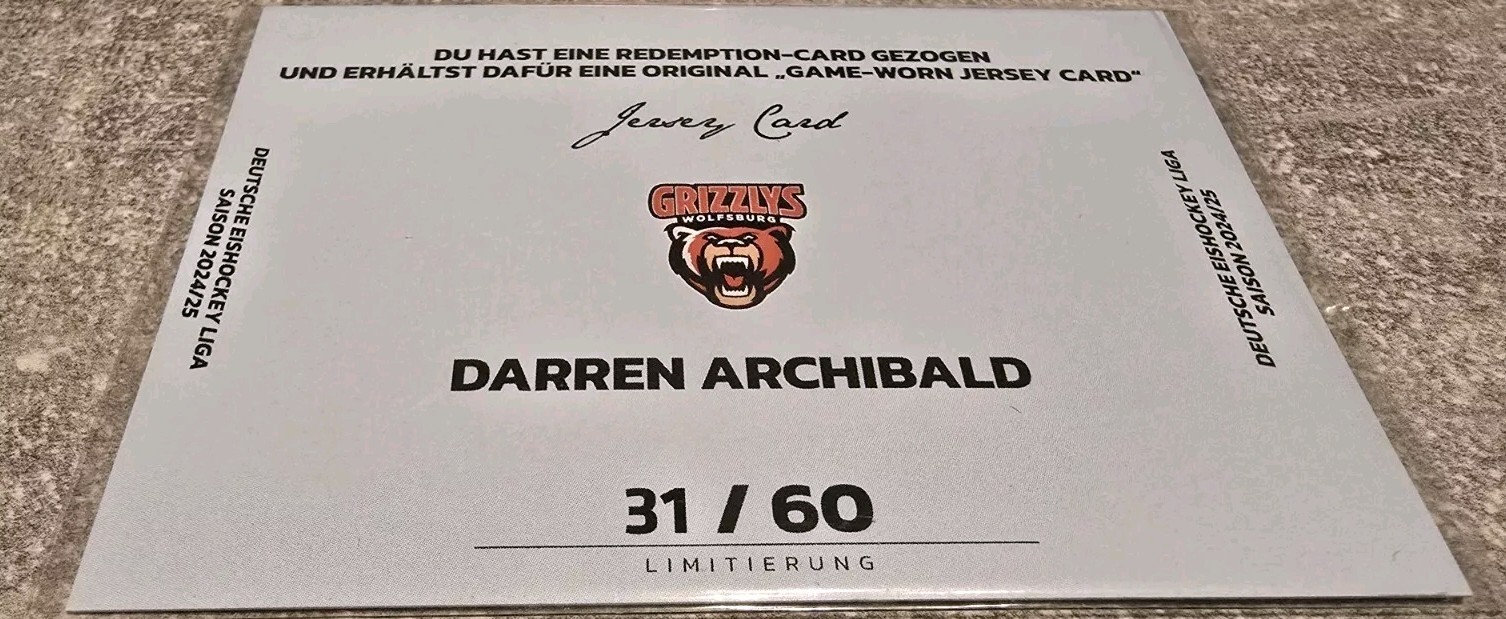 DU HAST EINE REDEMPTION-CARD GEZOGEN
UND ERHÄLTST DAFÜR EINE ORIGINAL „GAME-WORN JERSEY CARD“
Jersey Card
DEUTSCHE EISHOCKEY LIGA
SAISON 2024/25
GRIZZLYS
WOLFSBURG
DEUTSCHE EISHOCKEY LIGA
SAISON 2024/25
DARREN ARCHIBALD
31 / 60
LIMITIERUNG